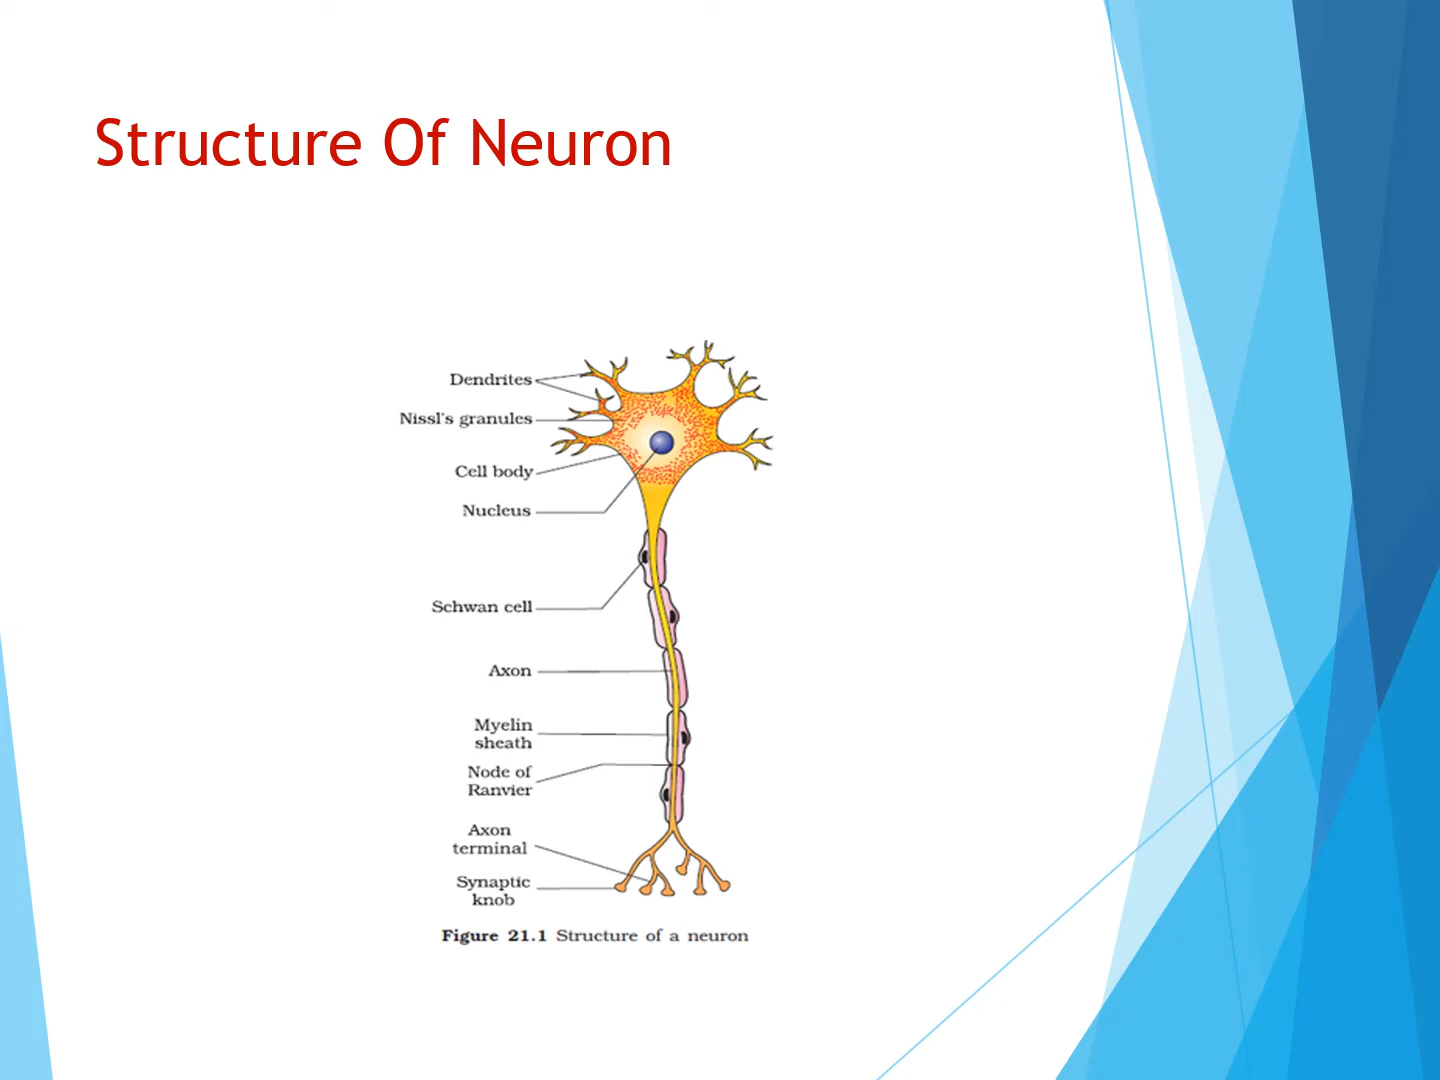 Structure Of Neuron
Dendrites
Nissl's granules
Cell body
Nucleus
Schwan cell
Axon
Myelin
sheath
Node of
Ranvier
Axon
terminal
Synaptic
knob
Figure 21.1 Structure of a neuron